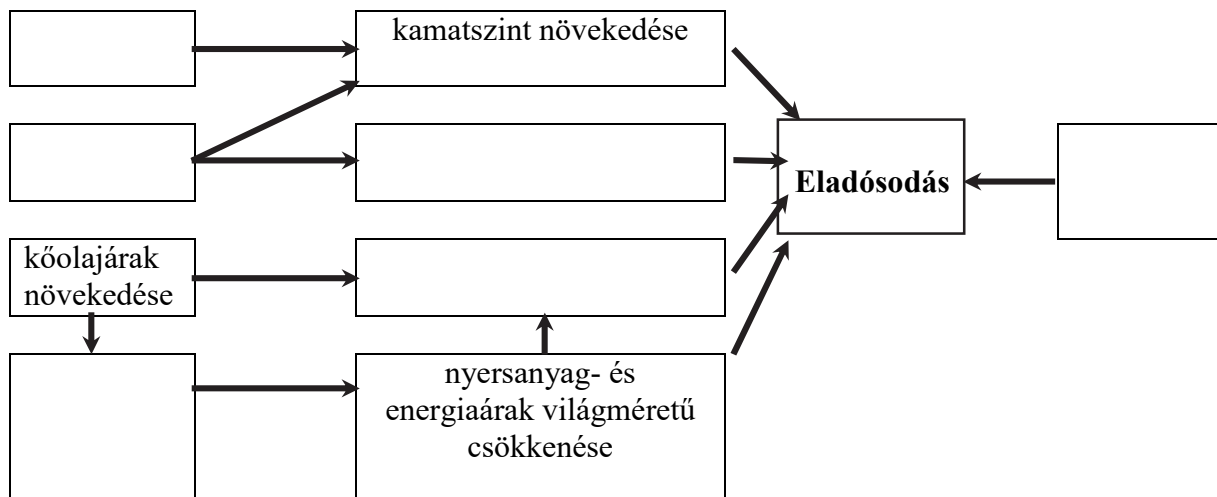 kamatszint növekedése
Eladósodás
kőolajárak
növekedése
nyersanyag- és
energiaárak világméretű
csökkenése